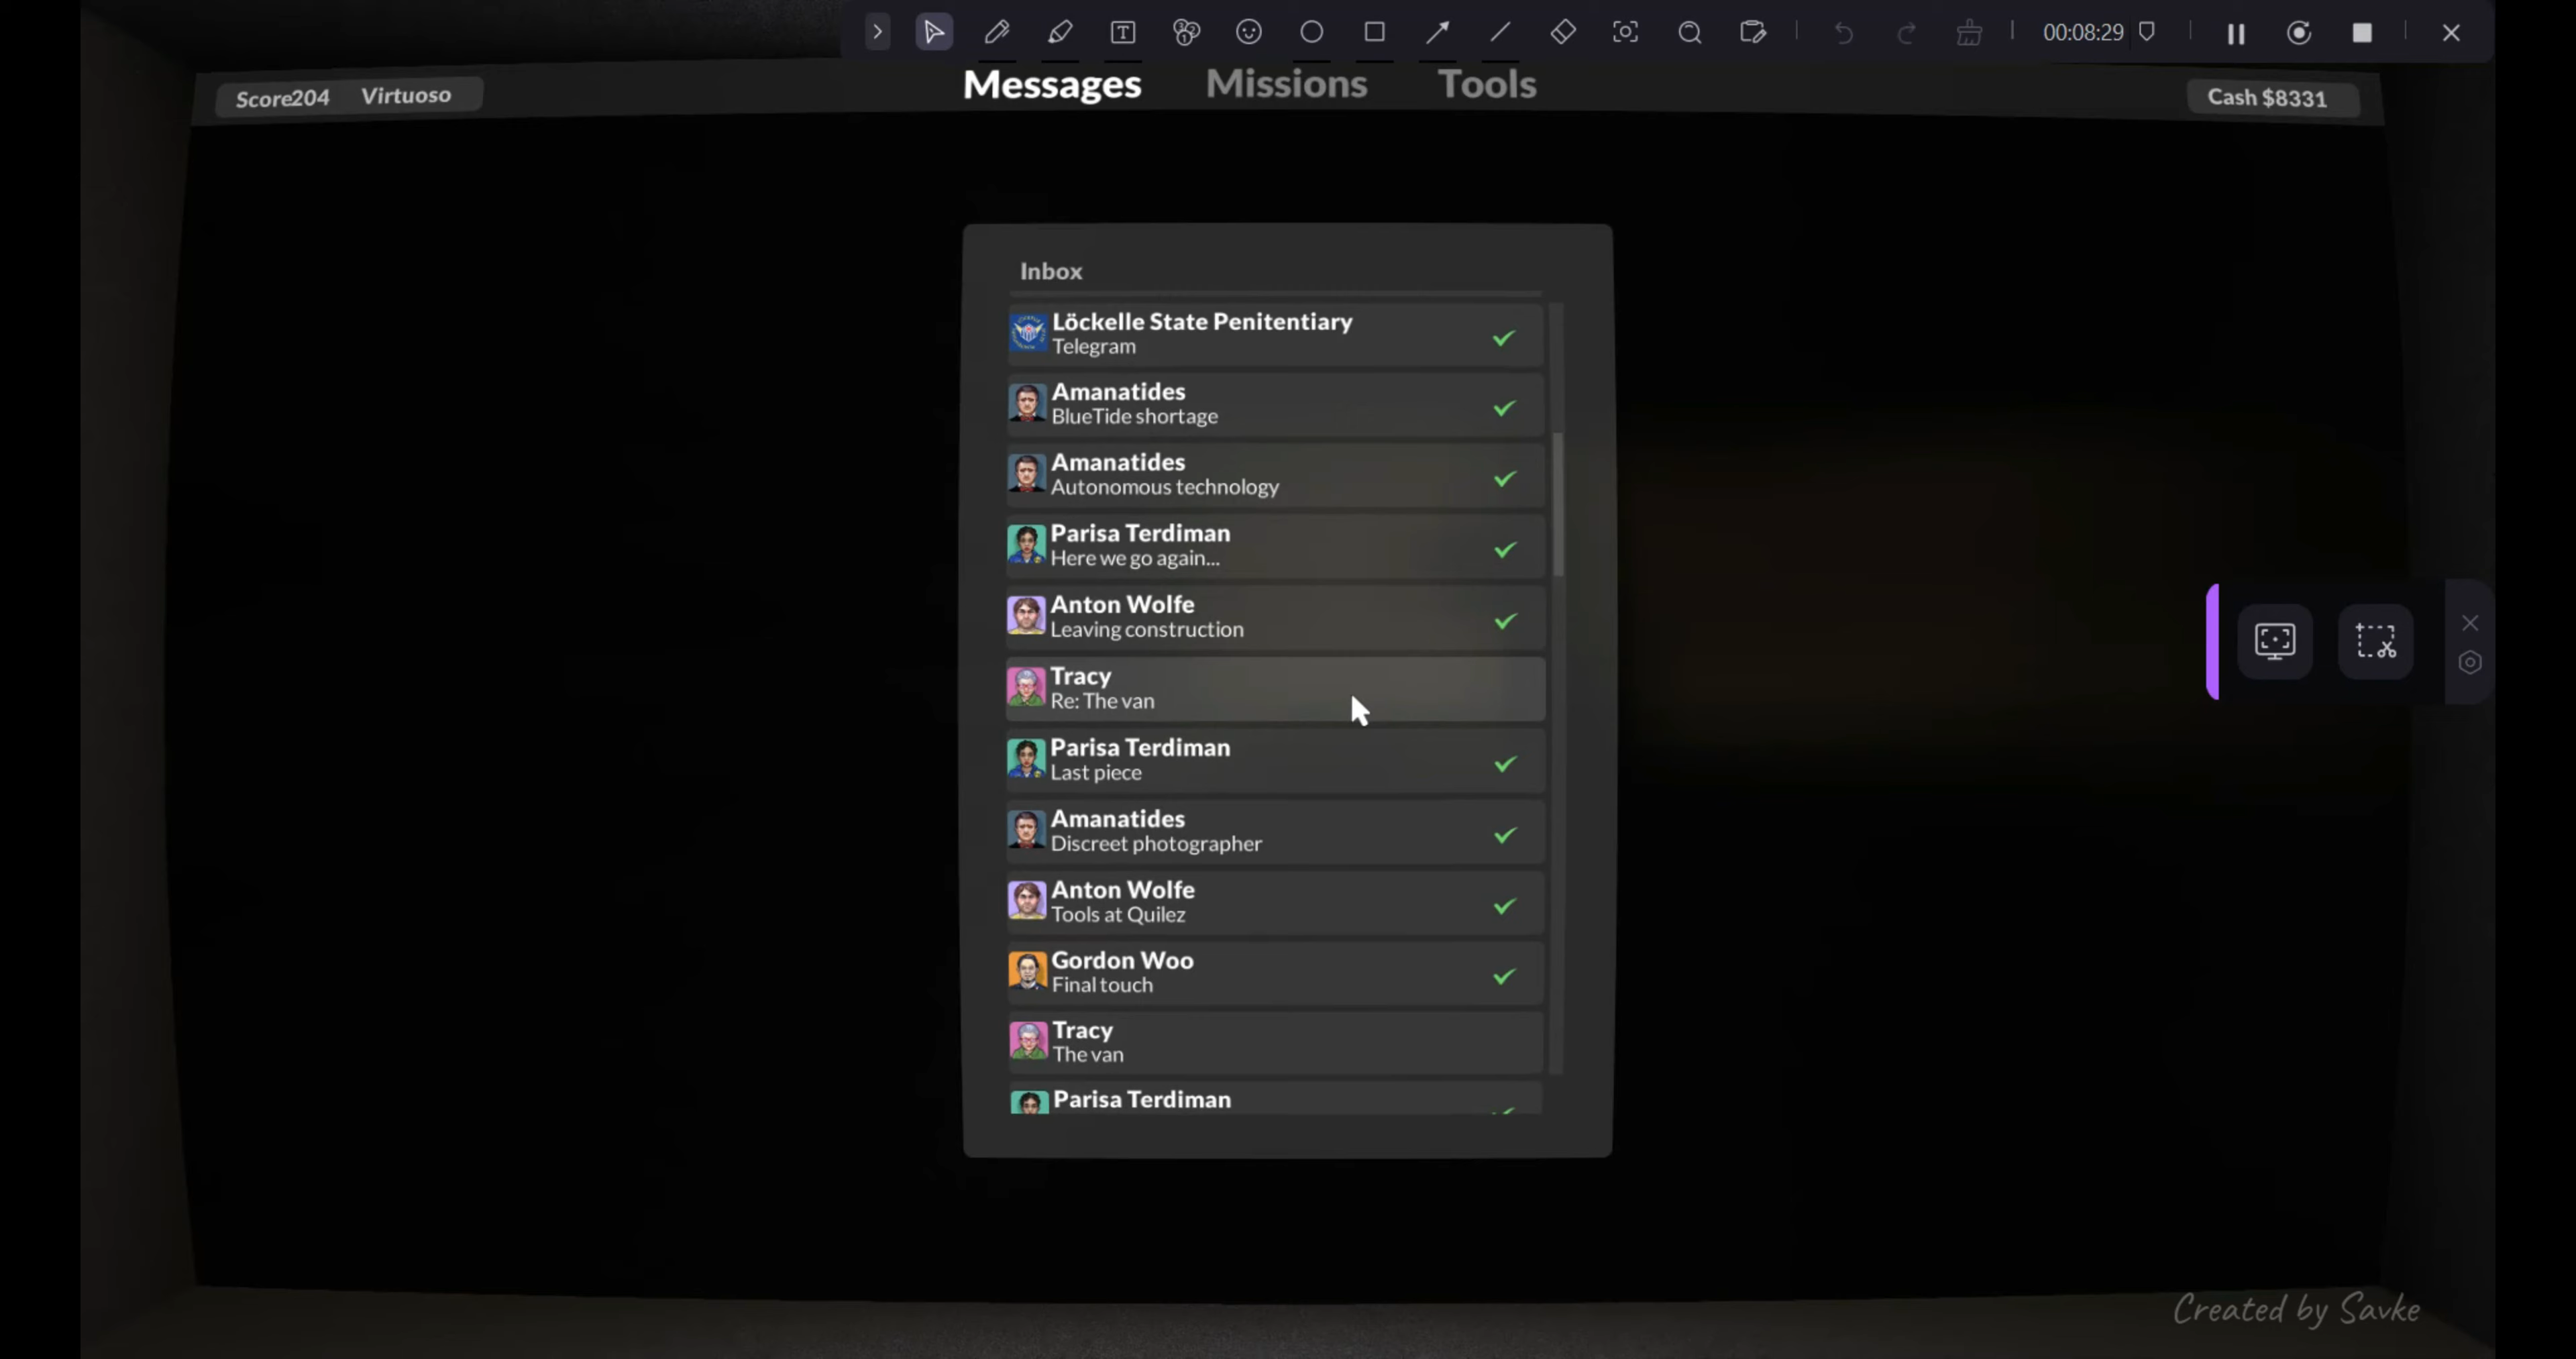 00:08:29
Score204 Virtuoso
Messages Missions Tools
Cash $8331
Inbox
Löckelle State Penitentiary
Telegram
Amanatides
BlueTide shortage
Amanatides
Autonomous technology
Parisa Terdiman
Here we go again...
Anton Wolfe
Leaving construction
Tracy
Re: The van
Parisa Terdiman
Last piece
Amanatides
Discreet photographer
Anton Wolfe
Tools at Quilez
Gordon Woo
Final touch
Tracy
The van
Parisa Terdiman
Created by Savke